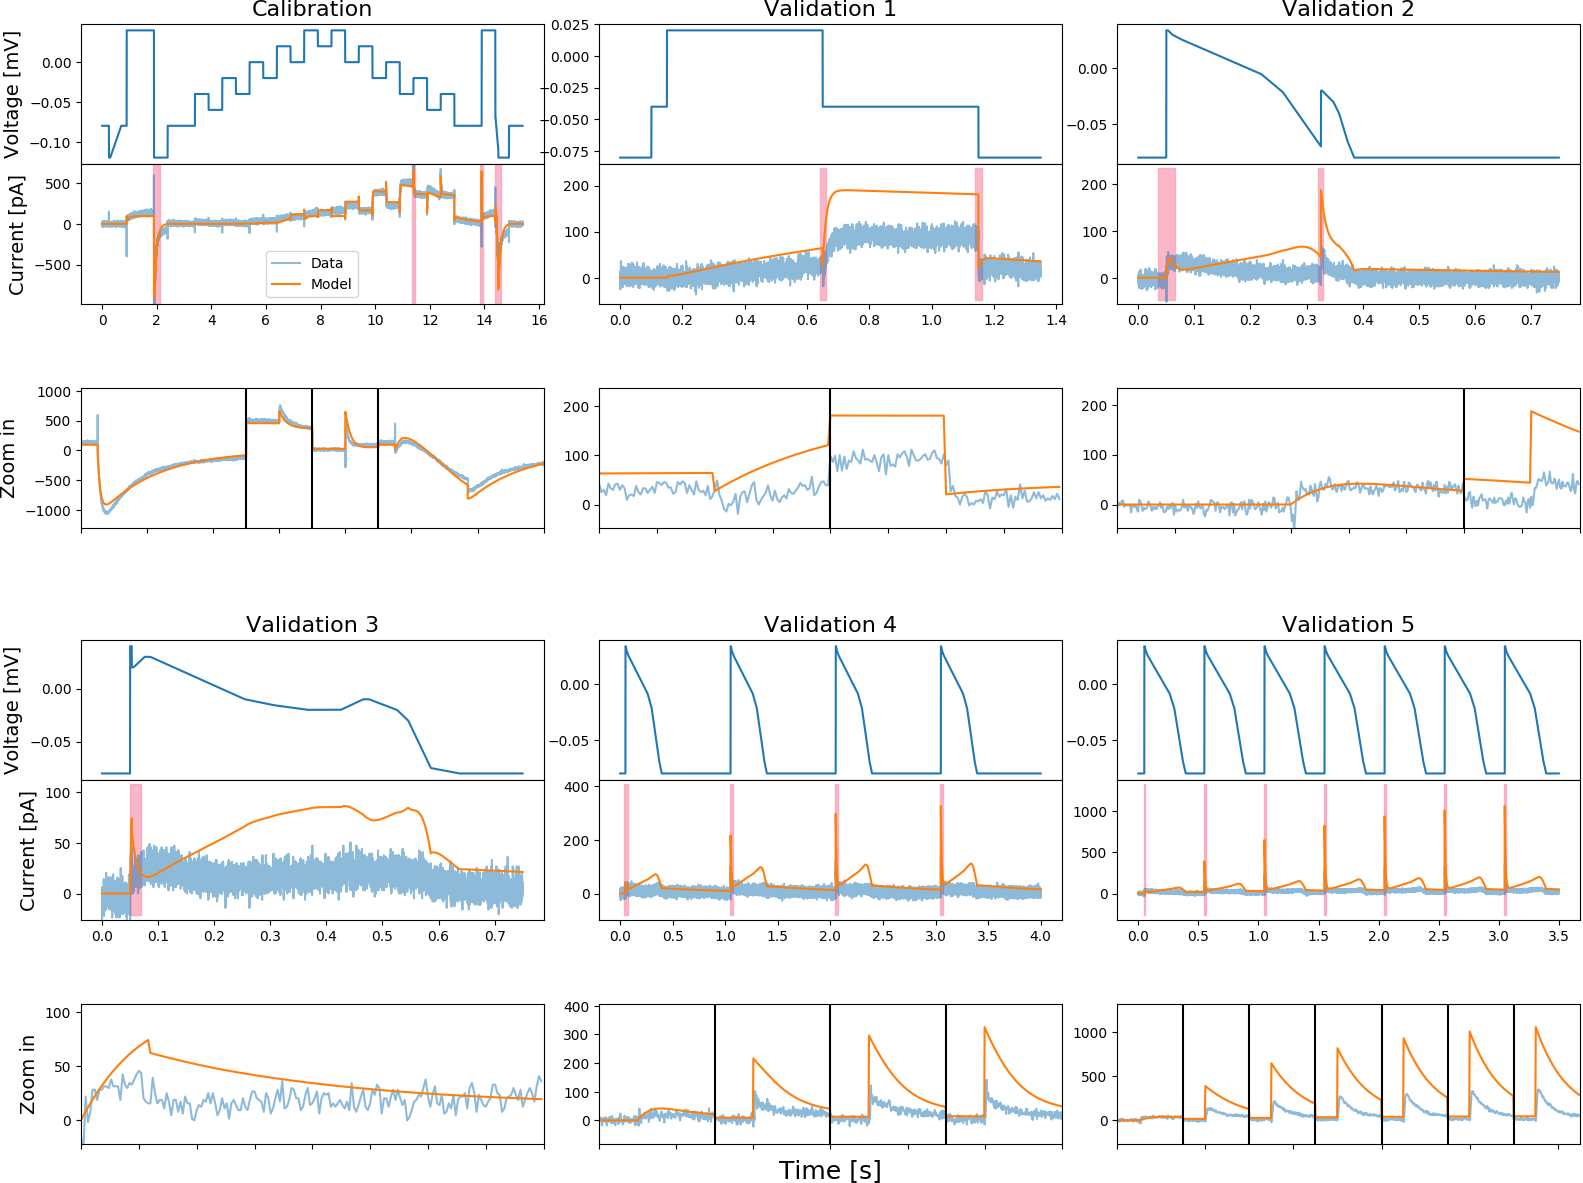 Calibration
Validation 1
Validation 2
Voltage [mV]
0.00
−0.05
−0.10
0.025
0.000
−0.025
−0.050
−0.075
0.00
−0.05
Current [pA]
500
0
−500
Data
Model
200
100
0
200
100
0
0 2 4 6 8 10 12 14 16
0.0 0.2 0.4 0.6 0.8 1.0 1.2 1.4
0.0 0.1 0.2 0.3 0.4 0.5 0.6 0.7
Zoom in
1000
500
0
−500
−1000
200
100
0
200
100
0
Validation 3
Validation 4
Validation 5
Voltage [mV]
0.00
−0.05
0.00
−0.05
0.00
−0.05
Current [pA]
100
50
0
400
200
0
1000
500
0
0.0 0.1 0.2 0.3 0.4 0.5 0.6 0.7
0.0 0.5 1.0 1.5 2.0 2.5 3.0 3.5 4.0
0.0 0.5 1.0 1.5 2.0 2.5 3.0 3.5
Zoom in
100
50
0
400
300
200
100
0
1000
500
0
Time [s]